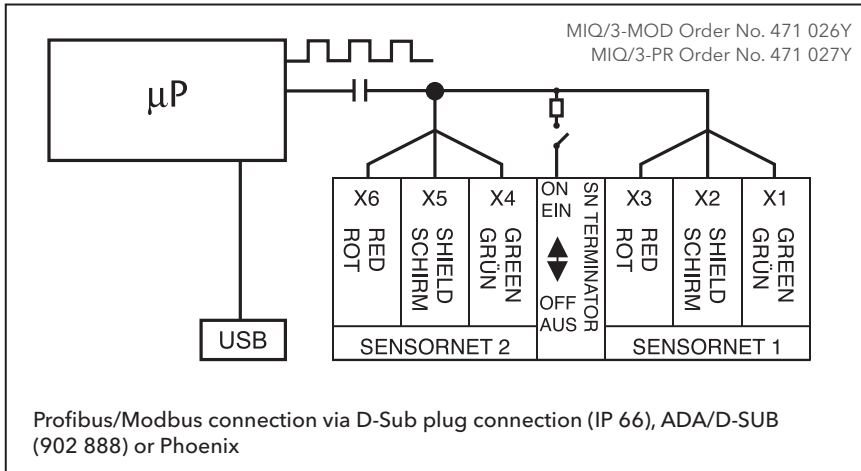 MIQ/3-MOD Order No. 471 026Y
MIQ/3-PR Order No. 471 027Y
µP
X6
RED
ROT
X5
SHIELD
SCHIRM
X4
GREEN
GRÜN
ON
EIN
OFF
AUS
SN TERMINATOR
X3
RED
ROT
X2
SHIELD
SCHIRM
X1
GREEN
GRÜN
USB
SENSORNET 2
SENSORNET 1
Profibus/Modbus connection via D-Sub plug connection (IP 66), ADA/D-SUB
(902 888) or Phoenix